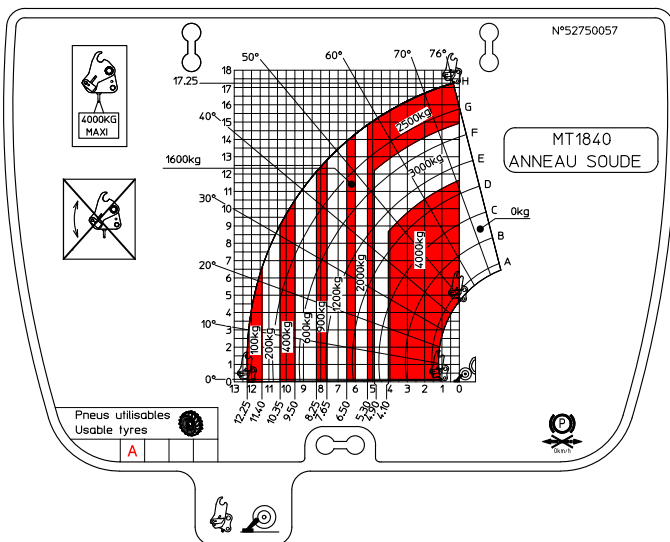 N°52750057
4000KG
MAXI
MT1840
ANNEAU SOUDE
50°
60°
70°
76°
40°
30°
20°
10°
0°
17.25
18
17
16
15
14
13
12
11
10
9
8
7
6
5
4
3
2
1
0
1600kg
0kg
H
G
F
E
D
C
B
A
2500kg
3000kg
4000kg
2000kg
1200kg
900kg
600kg
400kg
200kg
100kg
13 12 11 10 9 8 7 6 5 4 3 2 1 0
12.25
11.40
10.35
9.50
8.25
7.65
6.50
5.30
4.90
4.10
Pneus utilisables
Usable tyres
A
P
0km/h